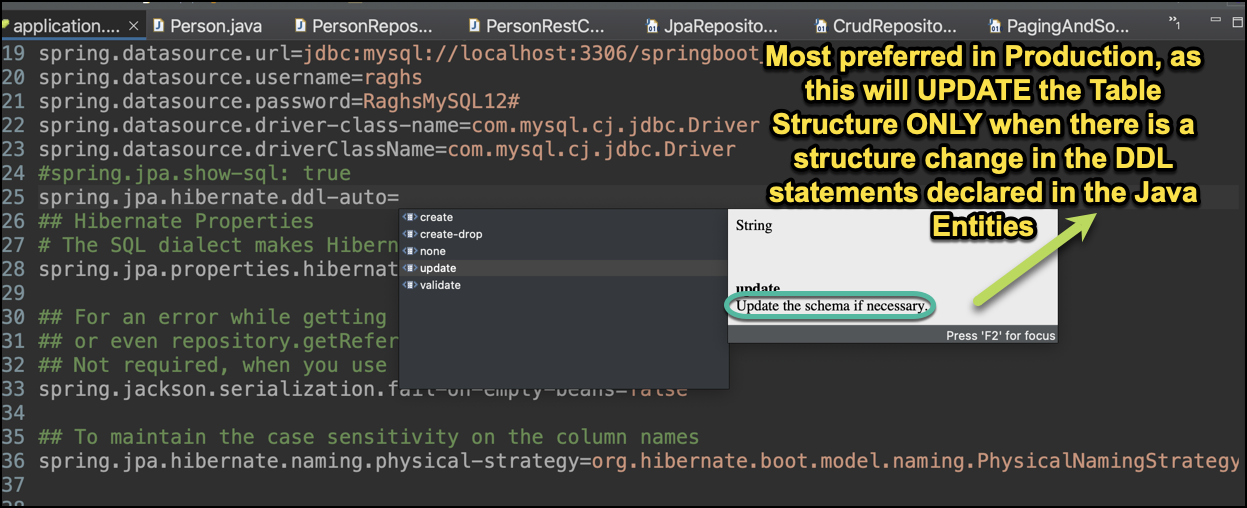 application.... Person.java PersonRepos... PersonRestC... JpaReposito... CrudReposito... PagingAndSo... »1
19 spring.datasource.url=jdbc:mysql://localhost:3306/springboot_
20 spring.datasource.username=raghs
21 spring.datasource.password=RaghsMySQL12#
22 spring.datasource.driver-class-name=com.mysql.cj.jdbc.Driver
23 spring.datasource.driverClassName=com.mysql.cj.jdbc.Driver
24 #spring.jpa.show-sql: true
25 spring.jpa.hibernate.ddl-auto=
26 ## Hibernate Properties
27 # The SQL dialect makes Hibern
28 spring.jpa.properties.hibernat
29
30 ## For an error while getting
31 ## or even repository.getRefer
32 ## Not required, when you use
33 spring.jackson.serialization.fail-on-empty-beans=false
34
35 ## To maintain the case sensitivity on the column names
36 spring.jpa.hibernate.naming.physical-strategy=org.hibernate.boot.model.naming.PhysicalNamingStrategy
37
38
create
create-drop
none
update
validate
String
update
Update the schema if necessary.
Press 'F2' for focus
Most preferred in Production, as
this will UPDATE the Table
Structure ONLY when there is a
structure change in the DDL
statements declared in the Java
Entities